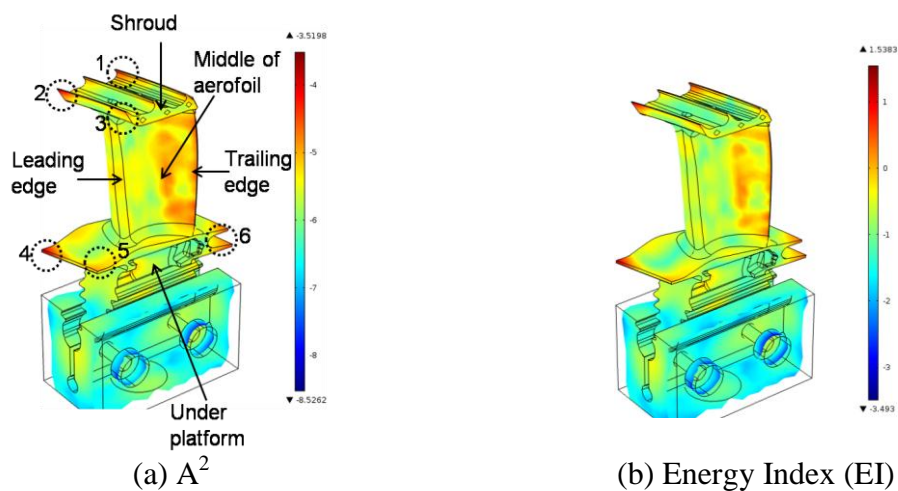 Shroud
▲ -3.5198
1
Middle of
aerofoil
2
3
-4
-5
Leading
edge
Trailing
edge
-6
4
5
6
-7
-8
▼ -8.5262
Under
platform
(a) A²
▲ 1.5383
1
0
-1
-2
-3
▼ -3.493
(b) Energy Index (EI)